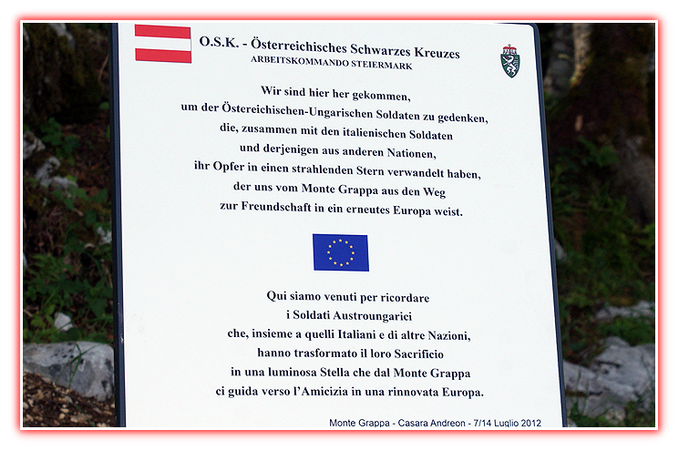 O.S.K. - Österreichisches Schwarzes Kreuzes
ARBEITSKOMMANDO STEIERMARK
Wir sind hier her gekommen,
um der Östereichischen-Ungarischen Soldaten zu gedenken,
die, zusammen mit den italienischen Soldaten
und derjenigen aus anderen Nationen,
ihr Opfer in einen strahlenden Stern verwandelt haben,
der uns vom Monte Grappa aus den Weg
zur Freundschaft in ein erneutes Europa weist.
Qui siamo venuti per ricordare
i Soldati Austroungarici
che, insieme a quelli Italiani e di altre Nazioni,
hanno trasformato il loro Sacrificio
in una luminosa Stella che dal Monte Grappa
ci guida verso l'Amicizia in una rinnovata Europa.
Monte Grappa - Casara Andreon - 7/14 Luglio 2012